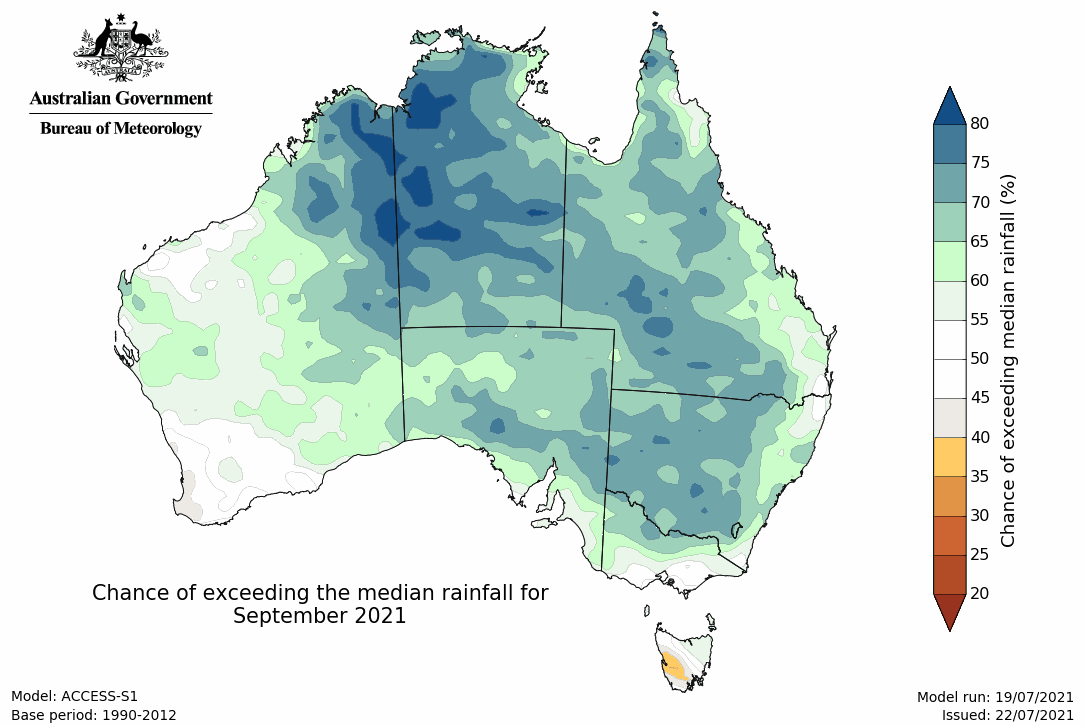 Australian Government
Bureau of Meteorology
80
75
70
65
60
55
50
45
40
35
30
25
20
Chance of exceeding median rainfall (%)
Chance of exceeding the median rainfall for
September 2021
Model: ACCESS-S1
Base period: 1990-2012
Model run: 19/07/2021
Issued: 22/07/2021